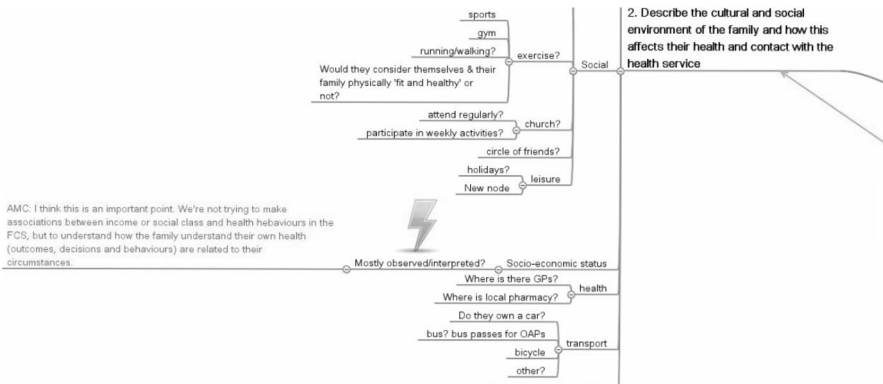 2. Describe the cultural and social
environment of the family and how this
affects their health and contact with the
health service
Social
exercise?
sports
gym
running/walking?
Would they consider themselves & their
family physically 'fit and healthy' or
not?
church?
attend regularly?
participate in weekly activities?
circle of friends?
leisure
holidays?
New node
Socio-economic status
Mostly observed/interpreted?
AMC: I think this is an important point. We're not trying to make
associations between income or social class and health hebaviours in the
FCS, but to understand how the family understand their own health
(outcomes, decisions and behaviours) are related to their
circumstances.
health
Where is there GPs?
Where is local pharmacy?
transport
Do they own a car?
bus? bus passes for OAPs
bicycle
other?